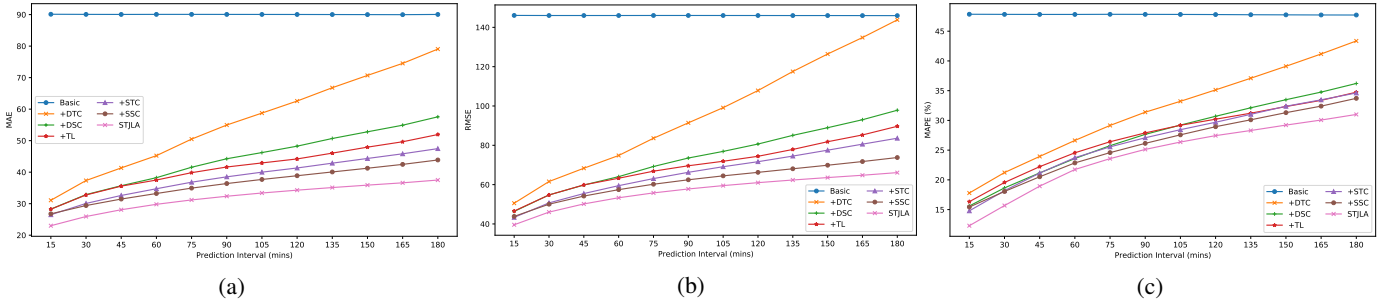 90
80
70
60
50
40
30
20
MAE
Basic
+DTC
+DSC
+TL
+STC
+SSC
STJLA
15 30 45 60 75 90 105 120 135 150 165 180
Prediction Interval (mins)
(a)
140
120
100
80
60
40
RMSE
Basic
+DTC
+DSC
+TL
+STC
+SSC
STJLA
15 30 45 60 75 90 105 120 135 150 165 180
Prediction Interval (mins)
(b)
45
40
35
30
25
20
15
MAPE (%)
Basic
+DTC
+DSC
+TL
+STC
+SSC
STJLA
15 30 45 60 75 90 105 120 135 150 165 180
Prediction Interval (mins)
(c)